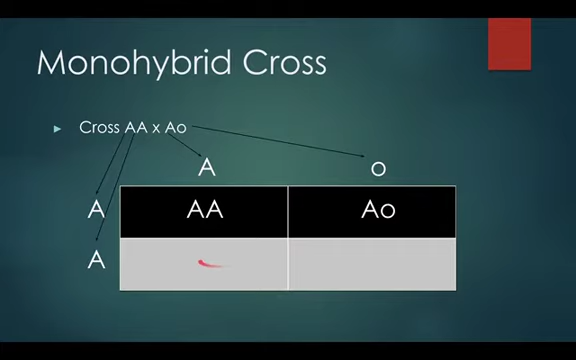 Monohybrid Cross
Cross AA x Ao
A o
A AA Ao
A